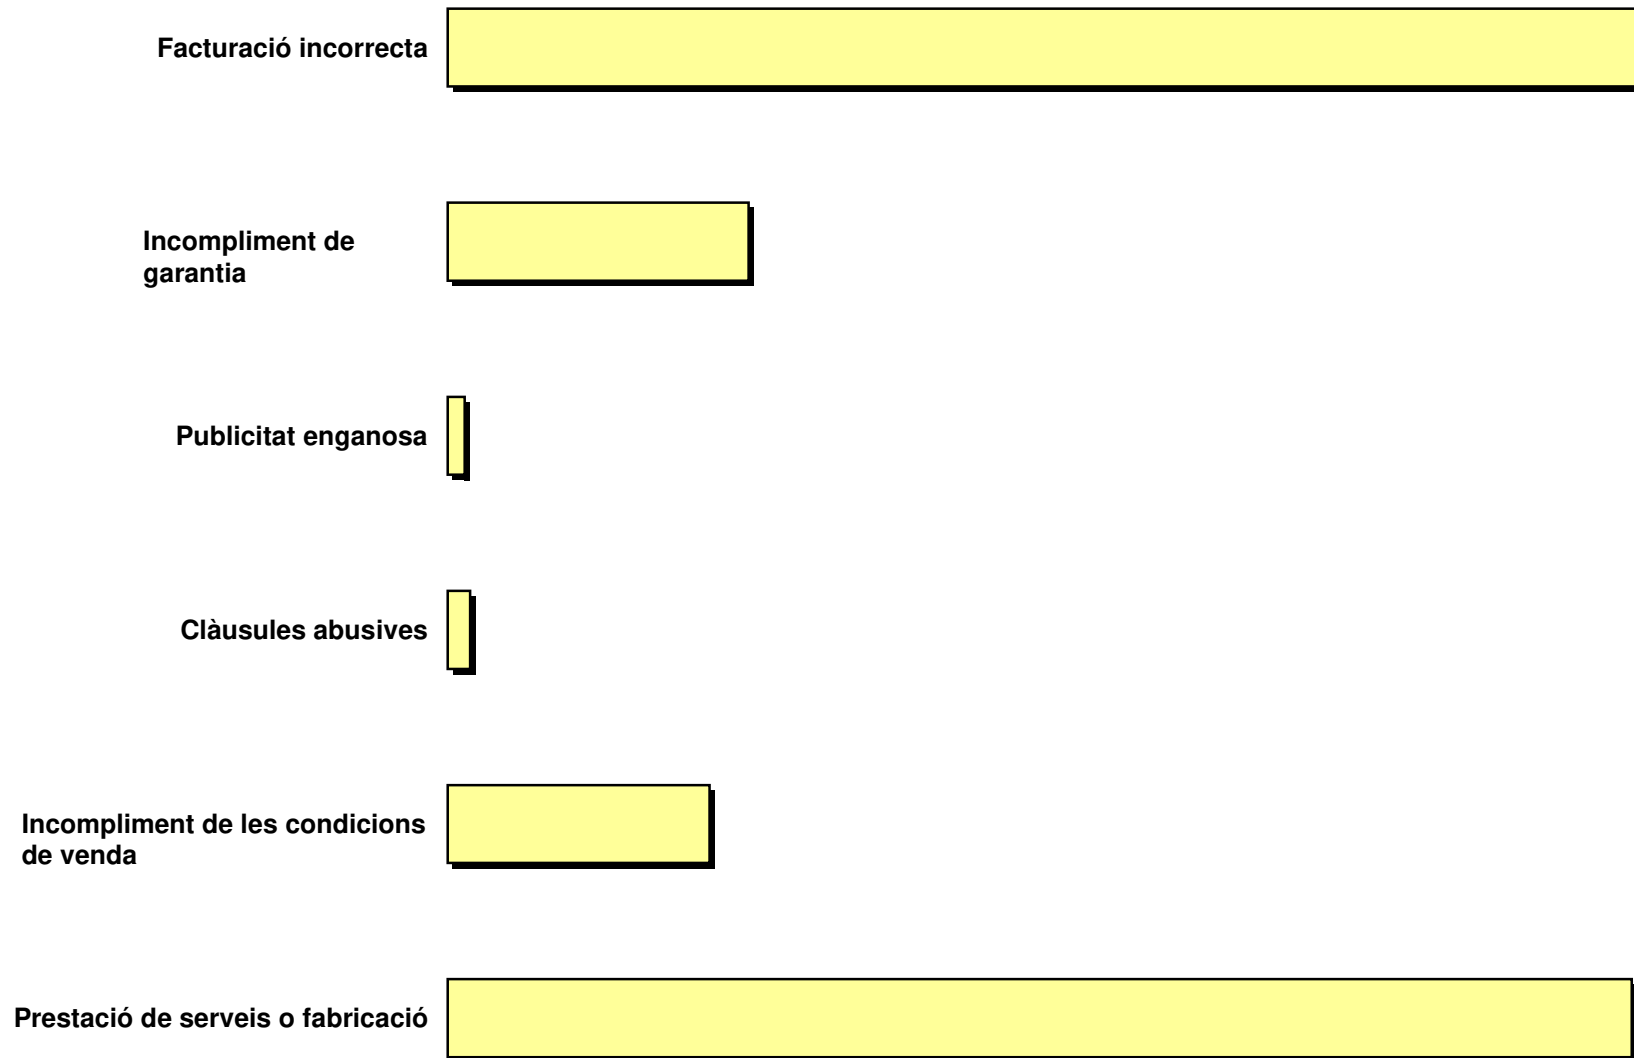 Facturació incorrecta
Incompliment de
garantia
Publicitat enganosa
Clàusules abusives
Incompliment de les condicions
de venda
Prestació de serveis o fabricació